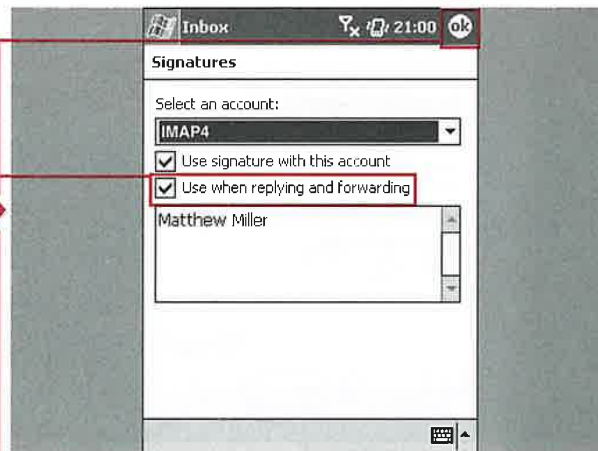 Inbox 21:00 ok
Signatures
Select an account:
IMAP4
Use signature with this account
Use when replying and forwarding
Matthew Miller